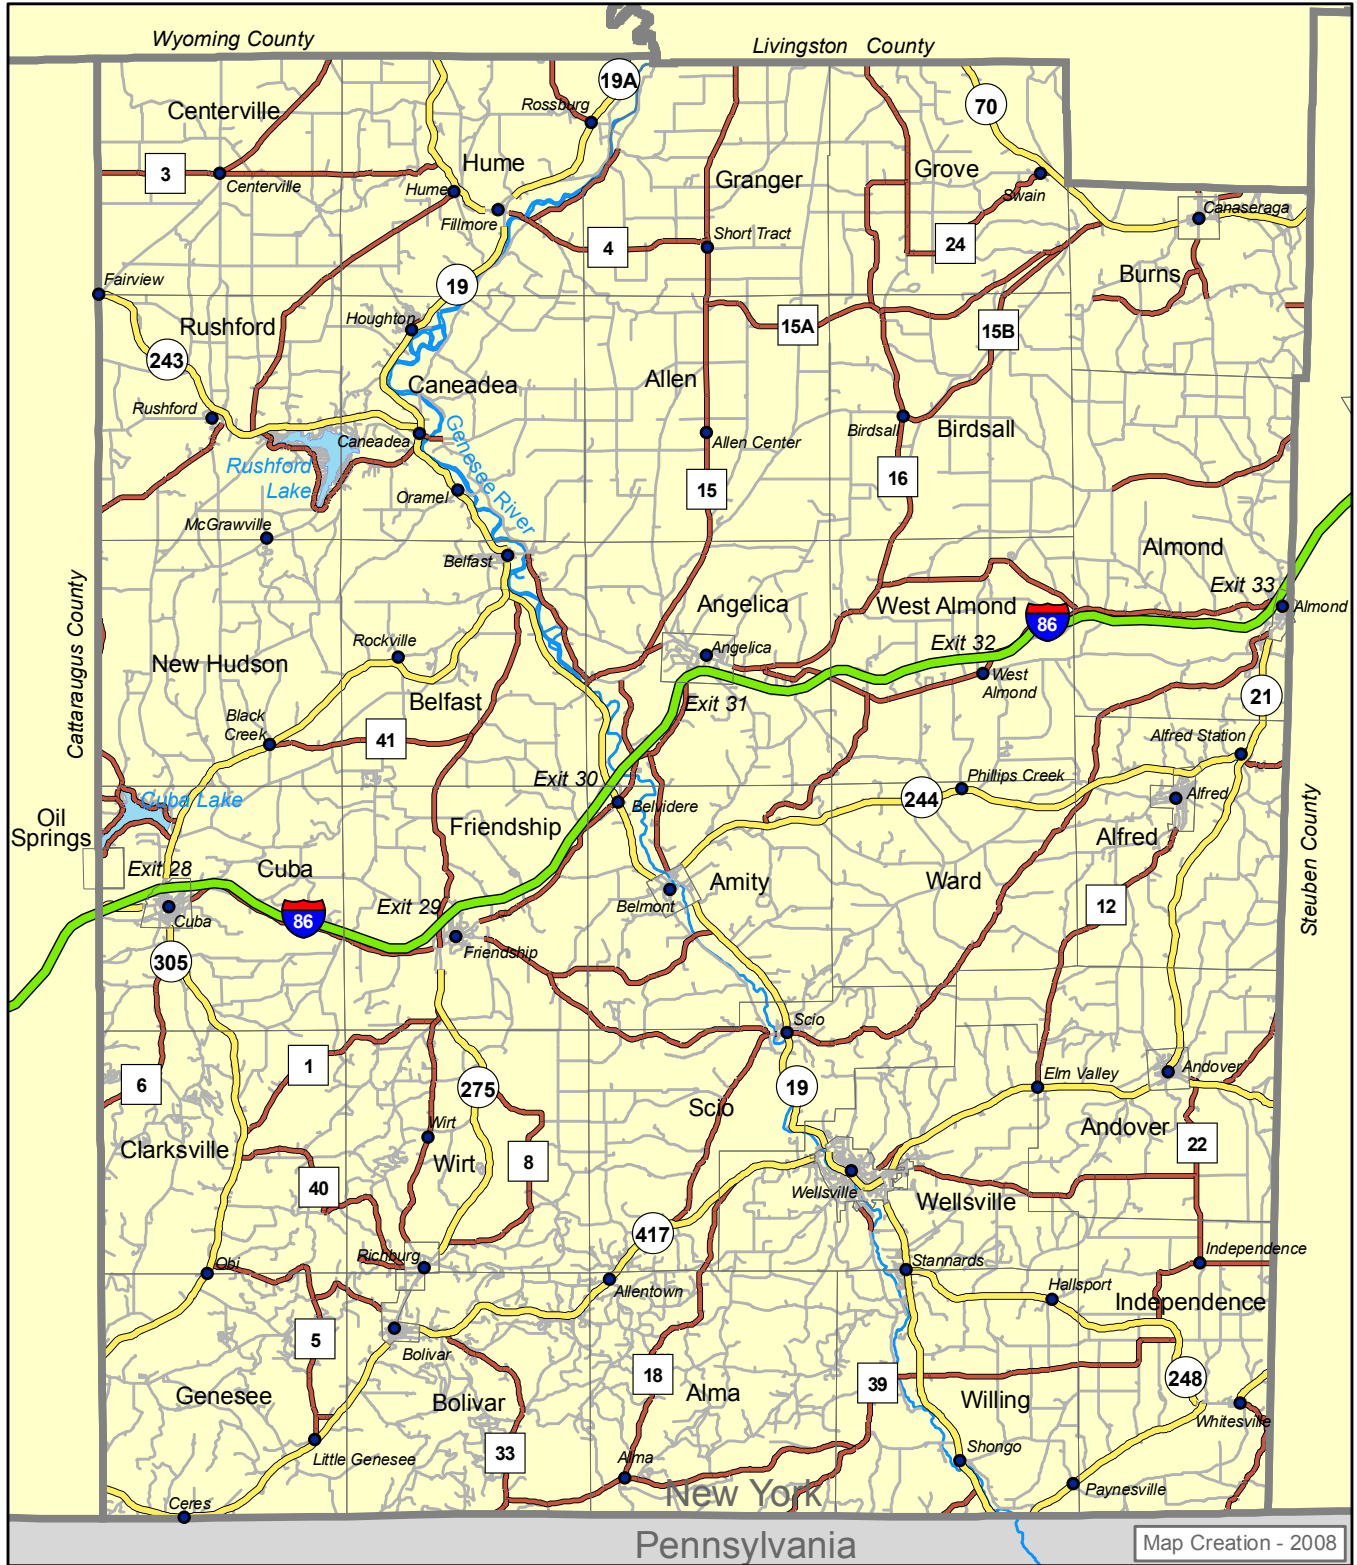 Wyoming County
Livingston County
19A
Centerville
Rossburg
70
Hume
Grove
3
Centerville
Hume
Granger
Swain
Fillmore
Canaseraga
4
Short Tract
24
Burns
Fairview
19
Rushford
Houghton
15A
15B
243
Caneadea
Allen
Rushford
Caneadea
Genesee River
Allen Center
Birdsall
Birdsall
Rushford
Lake
Oramel
15
16
McGrawville
Belfast
Almond
Cattaraugus County
Exit 33
Angelica
West Almond
Almond
86
Rockville
Angelica
Exit 32
New Hudson
West
Almond
Belfast
Exit 31
21
Black
Creek
41
Alfred Station
Exit 30
Phillips Creek
Cuba Lake
Belvidere
244
Alfred
Oil
Springs
Friendship
Alfred
Steuben County
Exit 28
Cuba
Amity
Ward
Exit 29
Belmont
12
86
Cuba
Friendship
305
Scio
1
6
275
19
Elm Valley
Andover
Scio
Wirt
Andover
Clarksville
Wirt
8
22
40
Wellsville
Wellsville
417
Richburg
Independence
Obi
Stannards
Allentown
Hallsport
Independence
5
Bolivar
18
39
248
Genesee
Bolivar
Alma
Willing
Whitesville
33
Little Genesee
Alma
Shongo
Paynesville
Ceres
New York
Pennsylvania
Map Creation - 2008